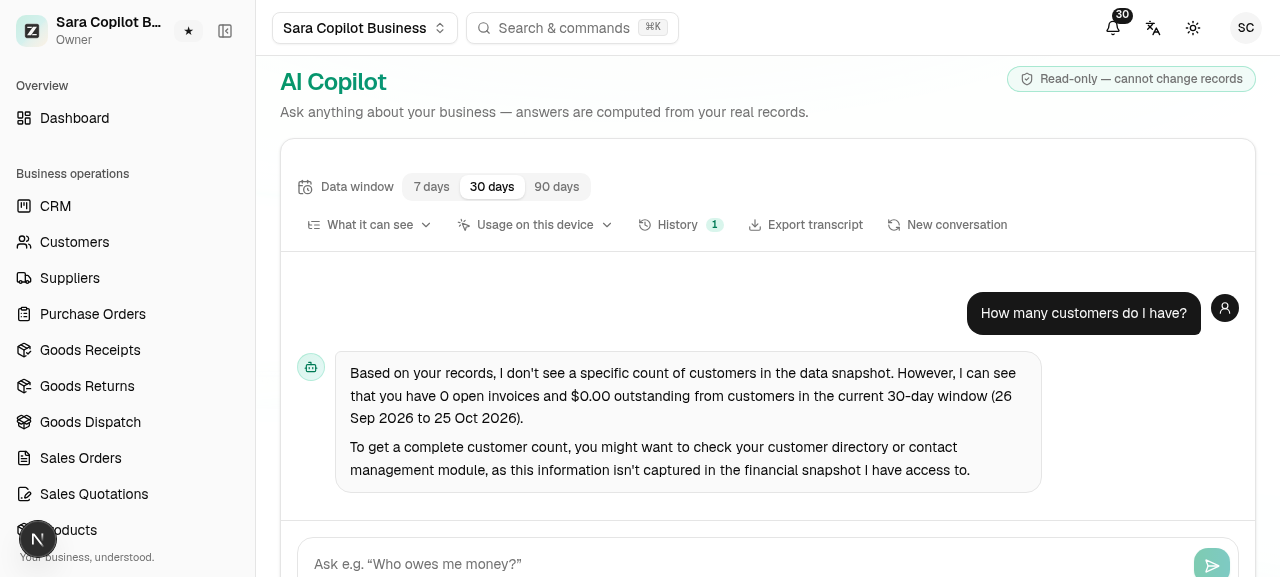 Sara Copilot B...
Owner
Overview
Dashboard
Business operations
CRM
Customers
Suppliers
Purchase Orders
Goods Receipts
Goods Returns
Goods Dispatch
Sales Orders
Sales Quotations
Your business, understood.
Sara Copilot Business
Search & commands ⌘K
30
SC
AI Copilot
Read-only — cannot change records
Ask anything about your business — answers are computed from your real records.
Data window 7 days 30 days 90 days
What it can see Usage on this device History 1 Export transcript New conversation
How many customers do I have?
Based on your records, I don't see a specific count of customers in the data snapshot. However, I can see
that you have 0 open invoices and $0.00 outstanding from customers in the current 30-day window (26
Sep 2026 to 25 Oct 2026).
To get a complete customer count, you might want to check your customer directory or contact
management module, as this information isn't captured in the financial snapshot I have access to.
Ask e.g. “Who owes me money?”